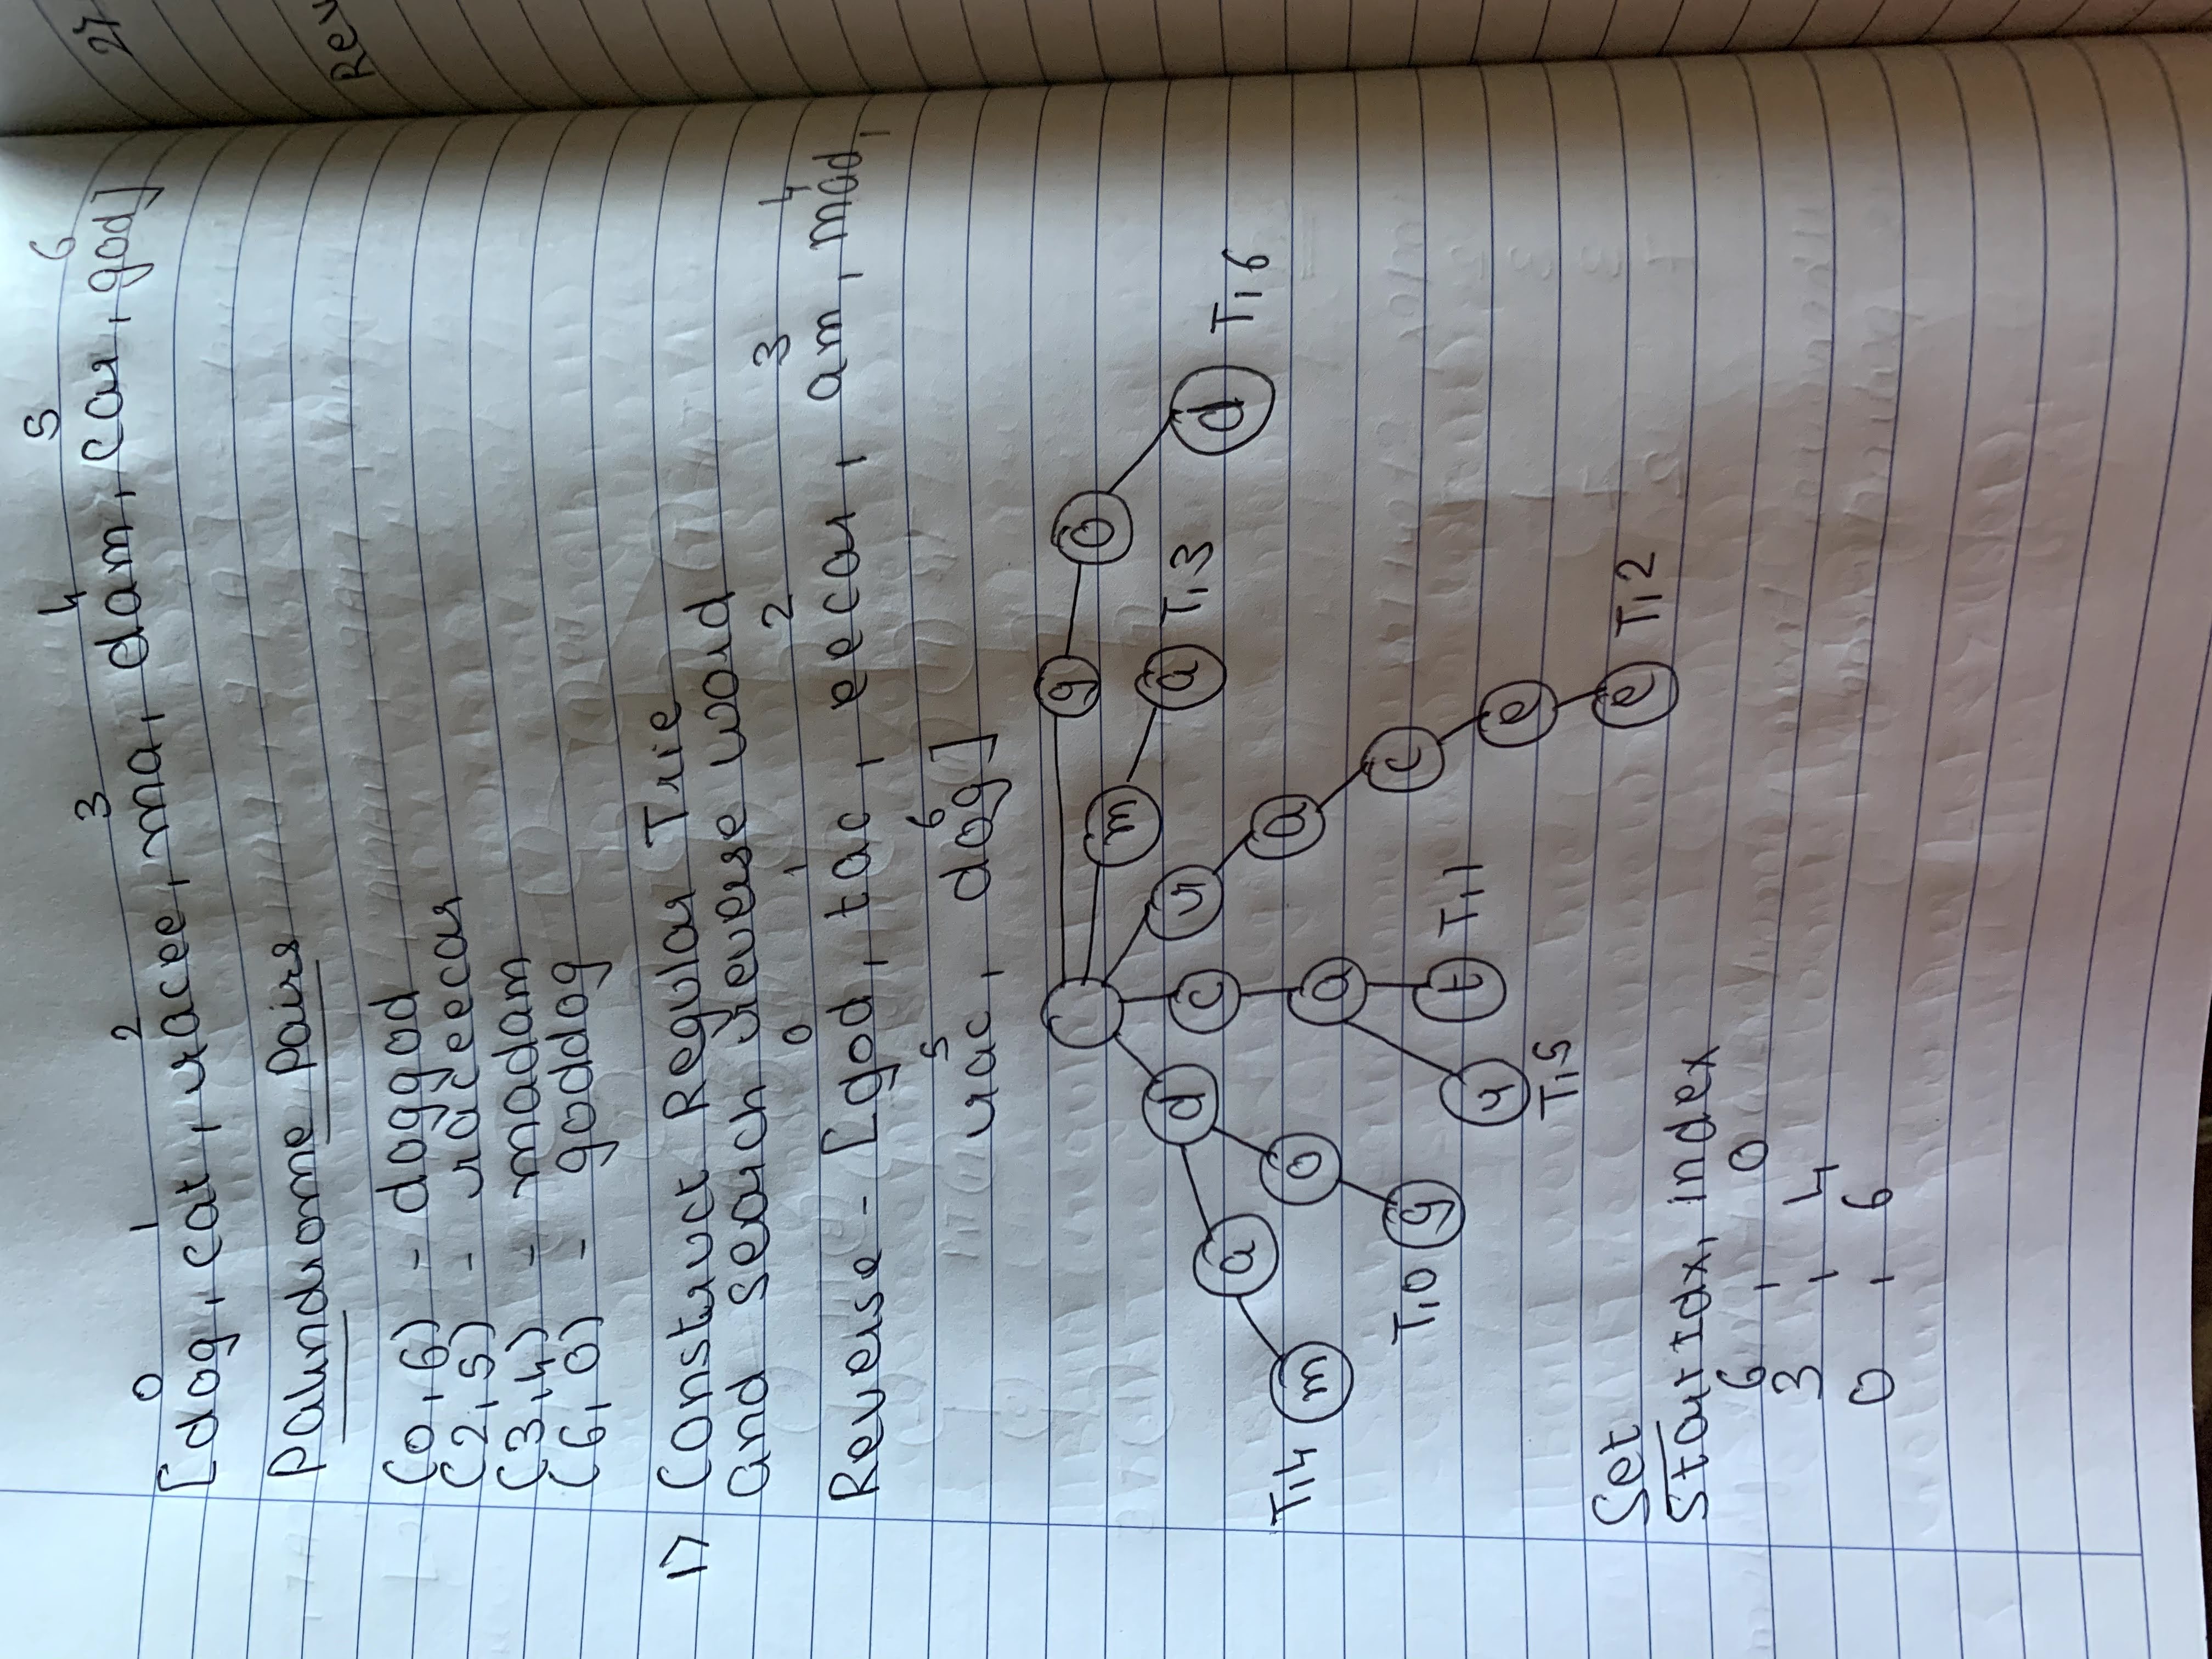 0 1 2 3 4 5 6
[dog, cat, racee, ma, dam, car, god]
Palindrome Pairs
(0,6) - doggod
(2,5) - raceecar
(3,4) - madam
(6,0) - goddog
1) Construct Regular Trie
and search reverse word
0 1 2 3 4
Reverse - [god, tac, eecar, am, mad,
5 6
rac, dog]
g o
m
d c r a T,3 d T,6
a
T,4 m o a a
T,0 g c
r t T,1
e
T,5
e T,2
Set
StartIdx, index
6 , 0
3 , 4
0 , 6
27
Rev